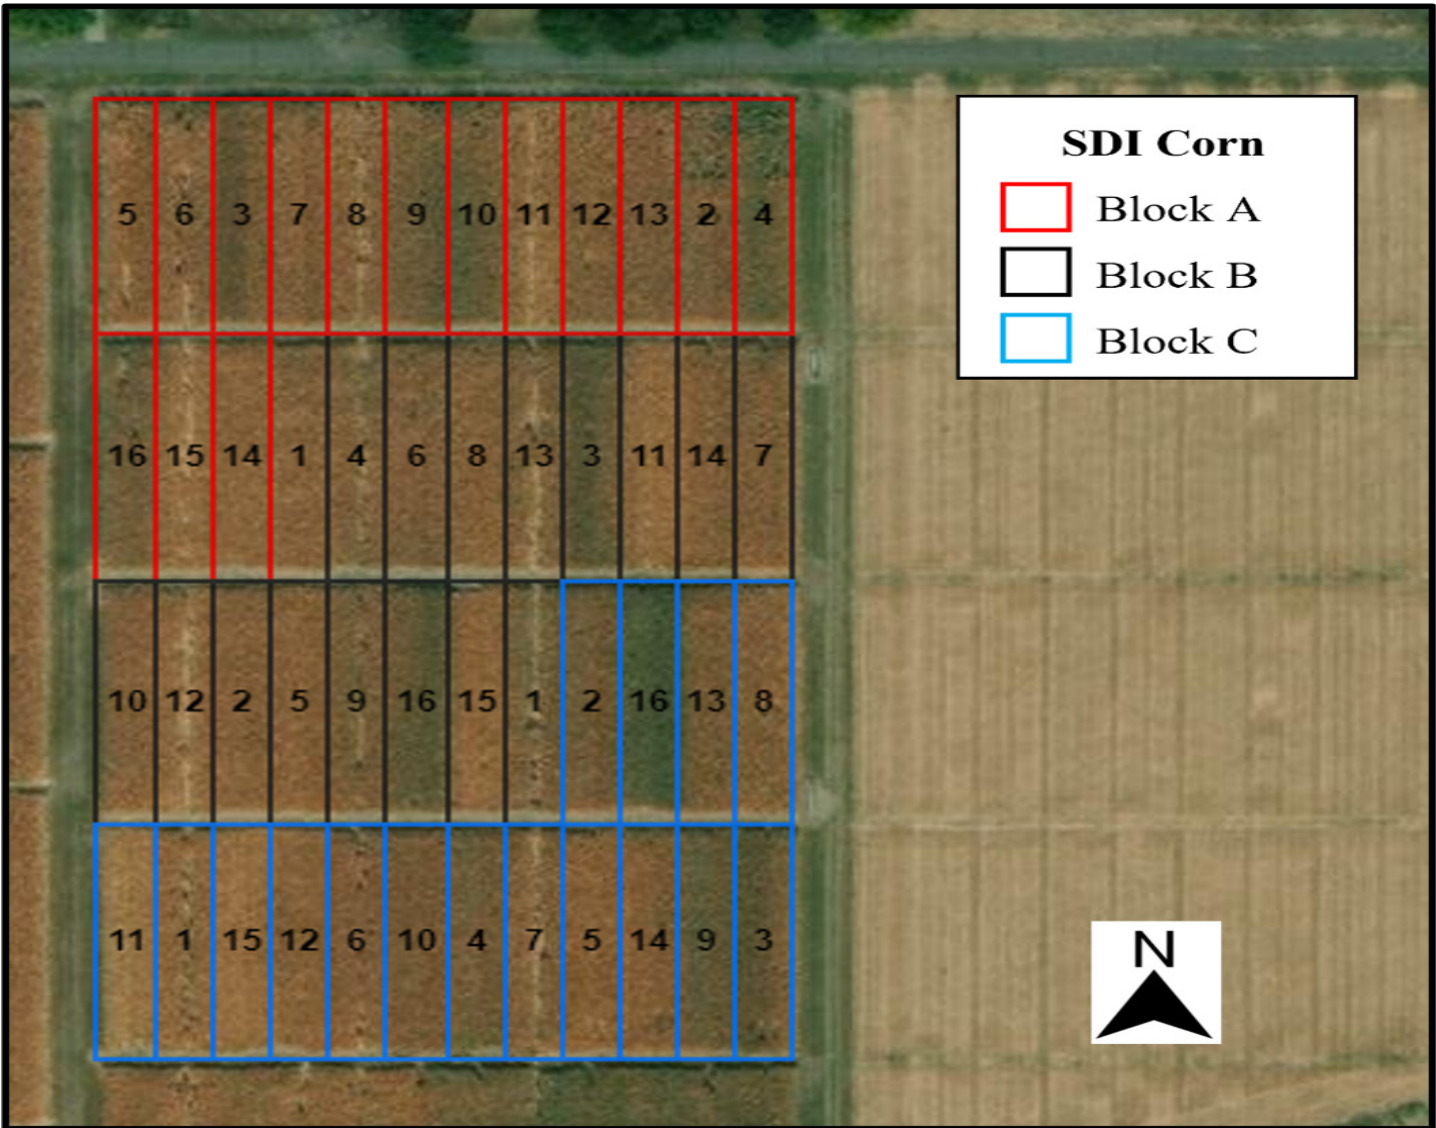 SDI Corn
Block A
Block B
Block C
5 6 3 7 8 9 10 11 12 13 2 4
16 15 14 1 4 6 8 13 3 11 14 7
10 12 2 5 9 16 15 1 2 16 13 8
11 1 15 12 6 10 4 7 5 14 9 3
N